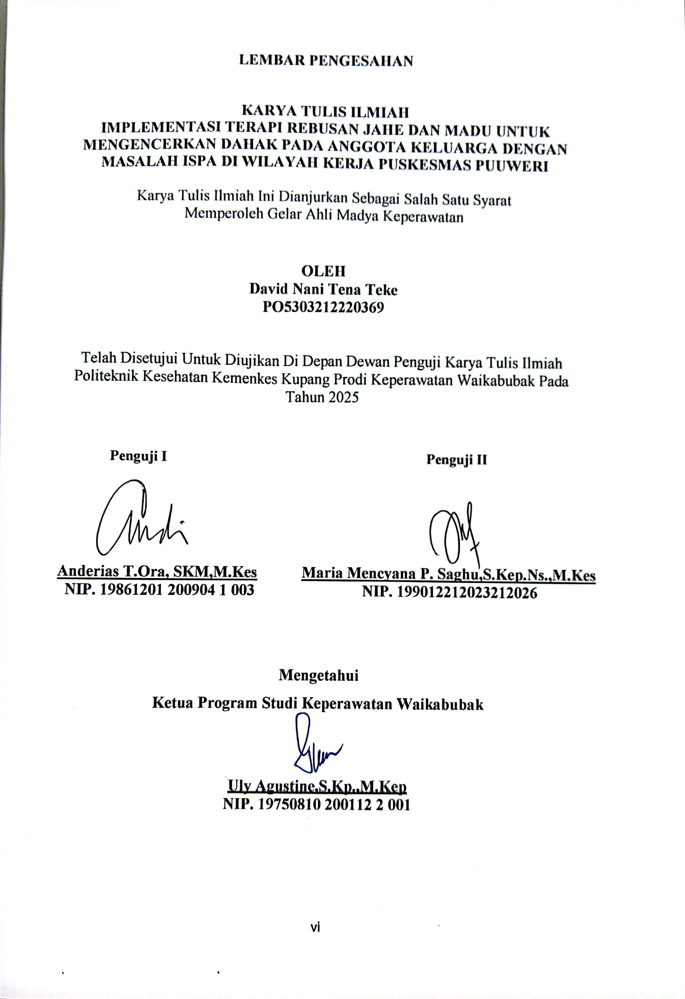 LEMBAR PENGESAHAN
KARYA TULIS ILMIAH
IMPLEMENTASI TERAPI REBUSAN JAHE DAN MADU UNTUK
MENGENCERKAN DAHAK PADA ANGGOTA KELUARGA DENGAN
MASALAH ISPA DI WILAYAH KERJA PUSKESMAS PUUWERI
Karya Tulis Ilmiah Ini Dianjurkan Sebagai Salah Satu Syarat
Memperoleh Gelar Ahli Madya Keperawatan
OLEH
David Nani Tena Teke
PO5303212220369
Telah Disetujui Untuk Diujikan Di Depan Dewan Penguji Karya Tulis Ilmiah
Politeknik Kesehatan Kemenkes Kupang Prodi Keperawatan Waikabubak Pada
Tahun 2025
Penguji I
Penguji II
Anderias T.Ora, SKM,M.Kes
NIP. 19861201 200904 1 003
Maria Mencyana P. Saghu,S.Kep.Ns.,M.Kes
NIP. 199012212023212026
Mengetahui
Ketua Program Studi Keperawatan Waikabubak
Uly Agustine,S.Kp.,M.Kep
NIP. 19750810 200112 2 001
vi